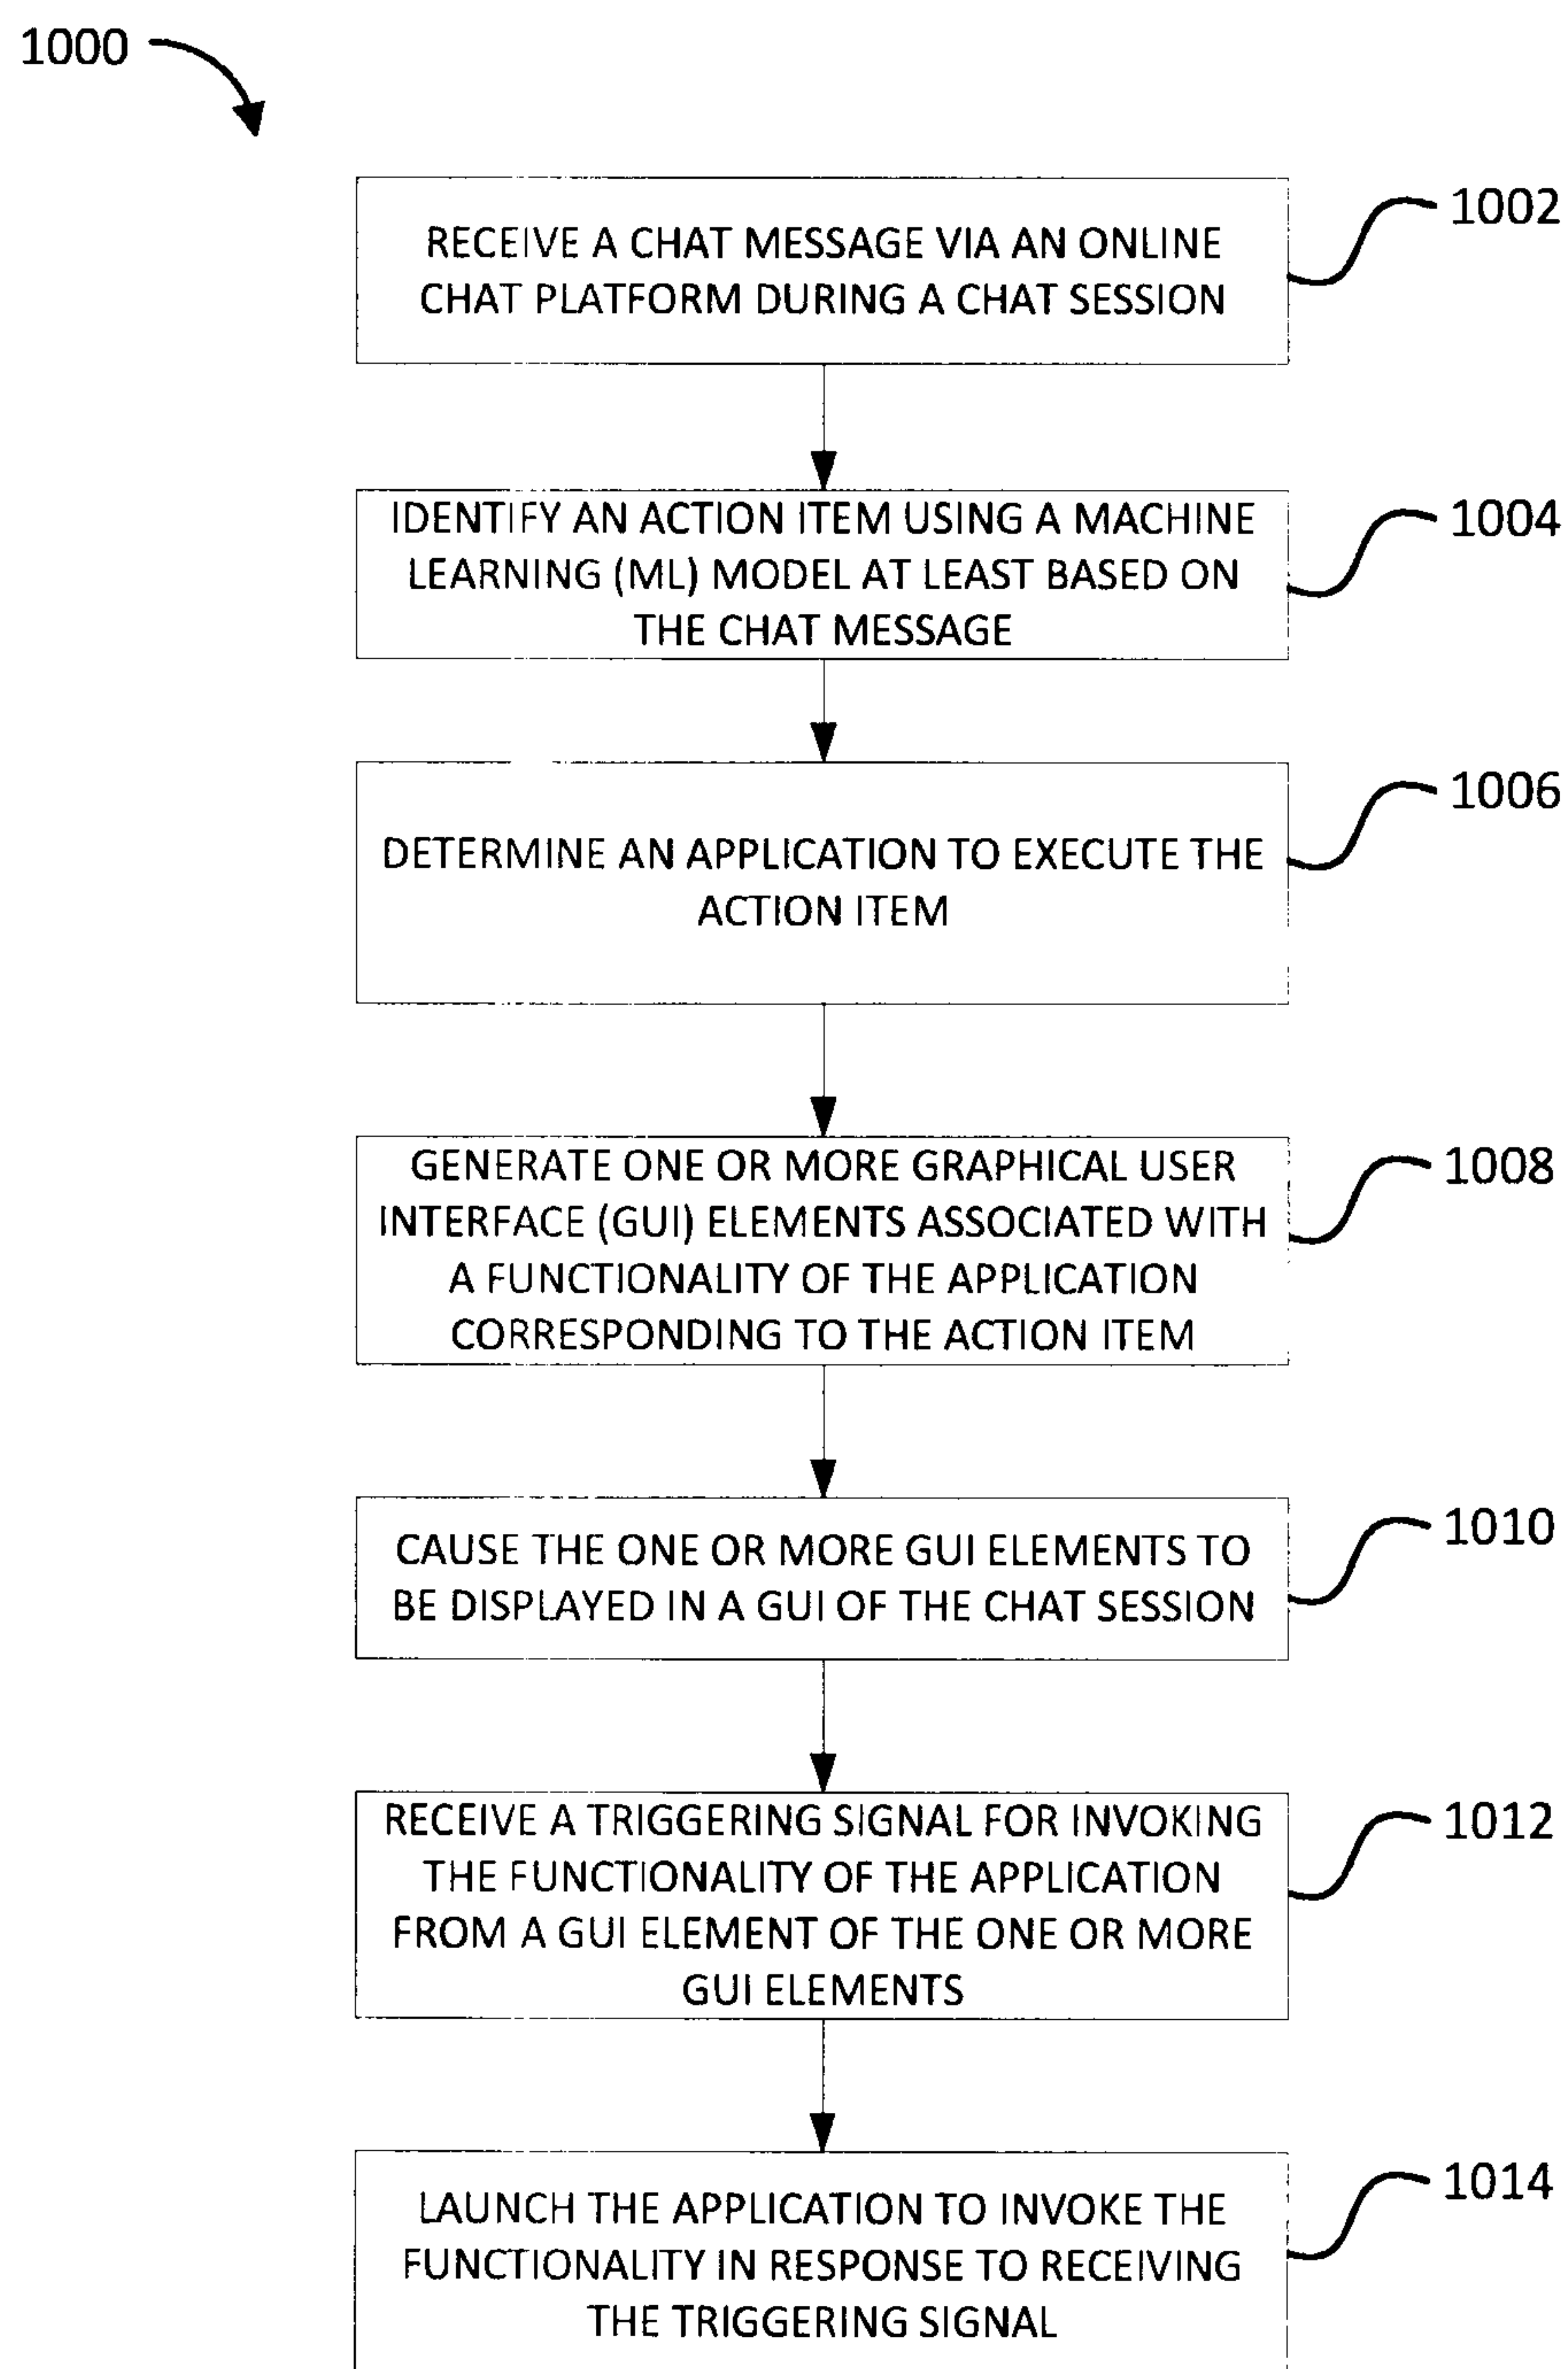 1000
RECEIVE A CHAT MESSAGE VIA AN ONLINE
CHAT PLATFORM DURING A CHAT SESSION
1002
IDENTIFY AN ACTION ITEM USING A MACHINE
LEARNING (ML) MODEL AT LEAST BASED ON
THE CHAT MESSAGE
1004
DETERMINE AN APPLICATION TO EXECUTE THE
ACTION ITEM
1006
GENERATE ONE OR MORE GRAPHICAL USER
INTERFACE (GUI) ELEMENTS ASSOCIATED WITH
A FUNCTIONALITY OF THE APPLICATION
CORRESPONDING TO THE ACTION ITEM
1008
CAUSE THE ONE OR MORE GUI ELEMENTS TO
BE DISPLAYED IN A GUI OF THE CHAT SESSION
1010
RECEIVE A TRIGGERING SIGNAL FOR INVOKING
THE FUNCTIONALITY OF THE APPLICATION
FROM A GUI ELEMENT OF THE ONE OR MORE
GUI ELEMENTS
1012
LAUNCH THE APPLICATION TO INVOKE THE
FUNCTIONALITY IN RESPONSE TO RECEIVING
THE TRIGGERING SIGNAL
1014